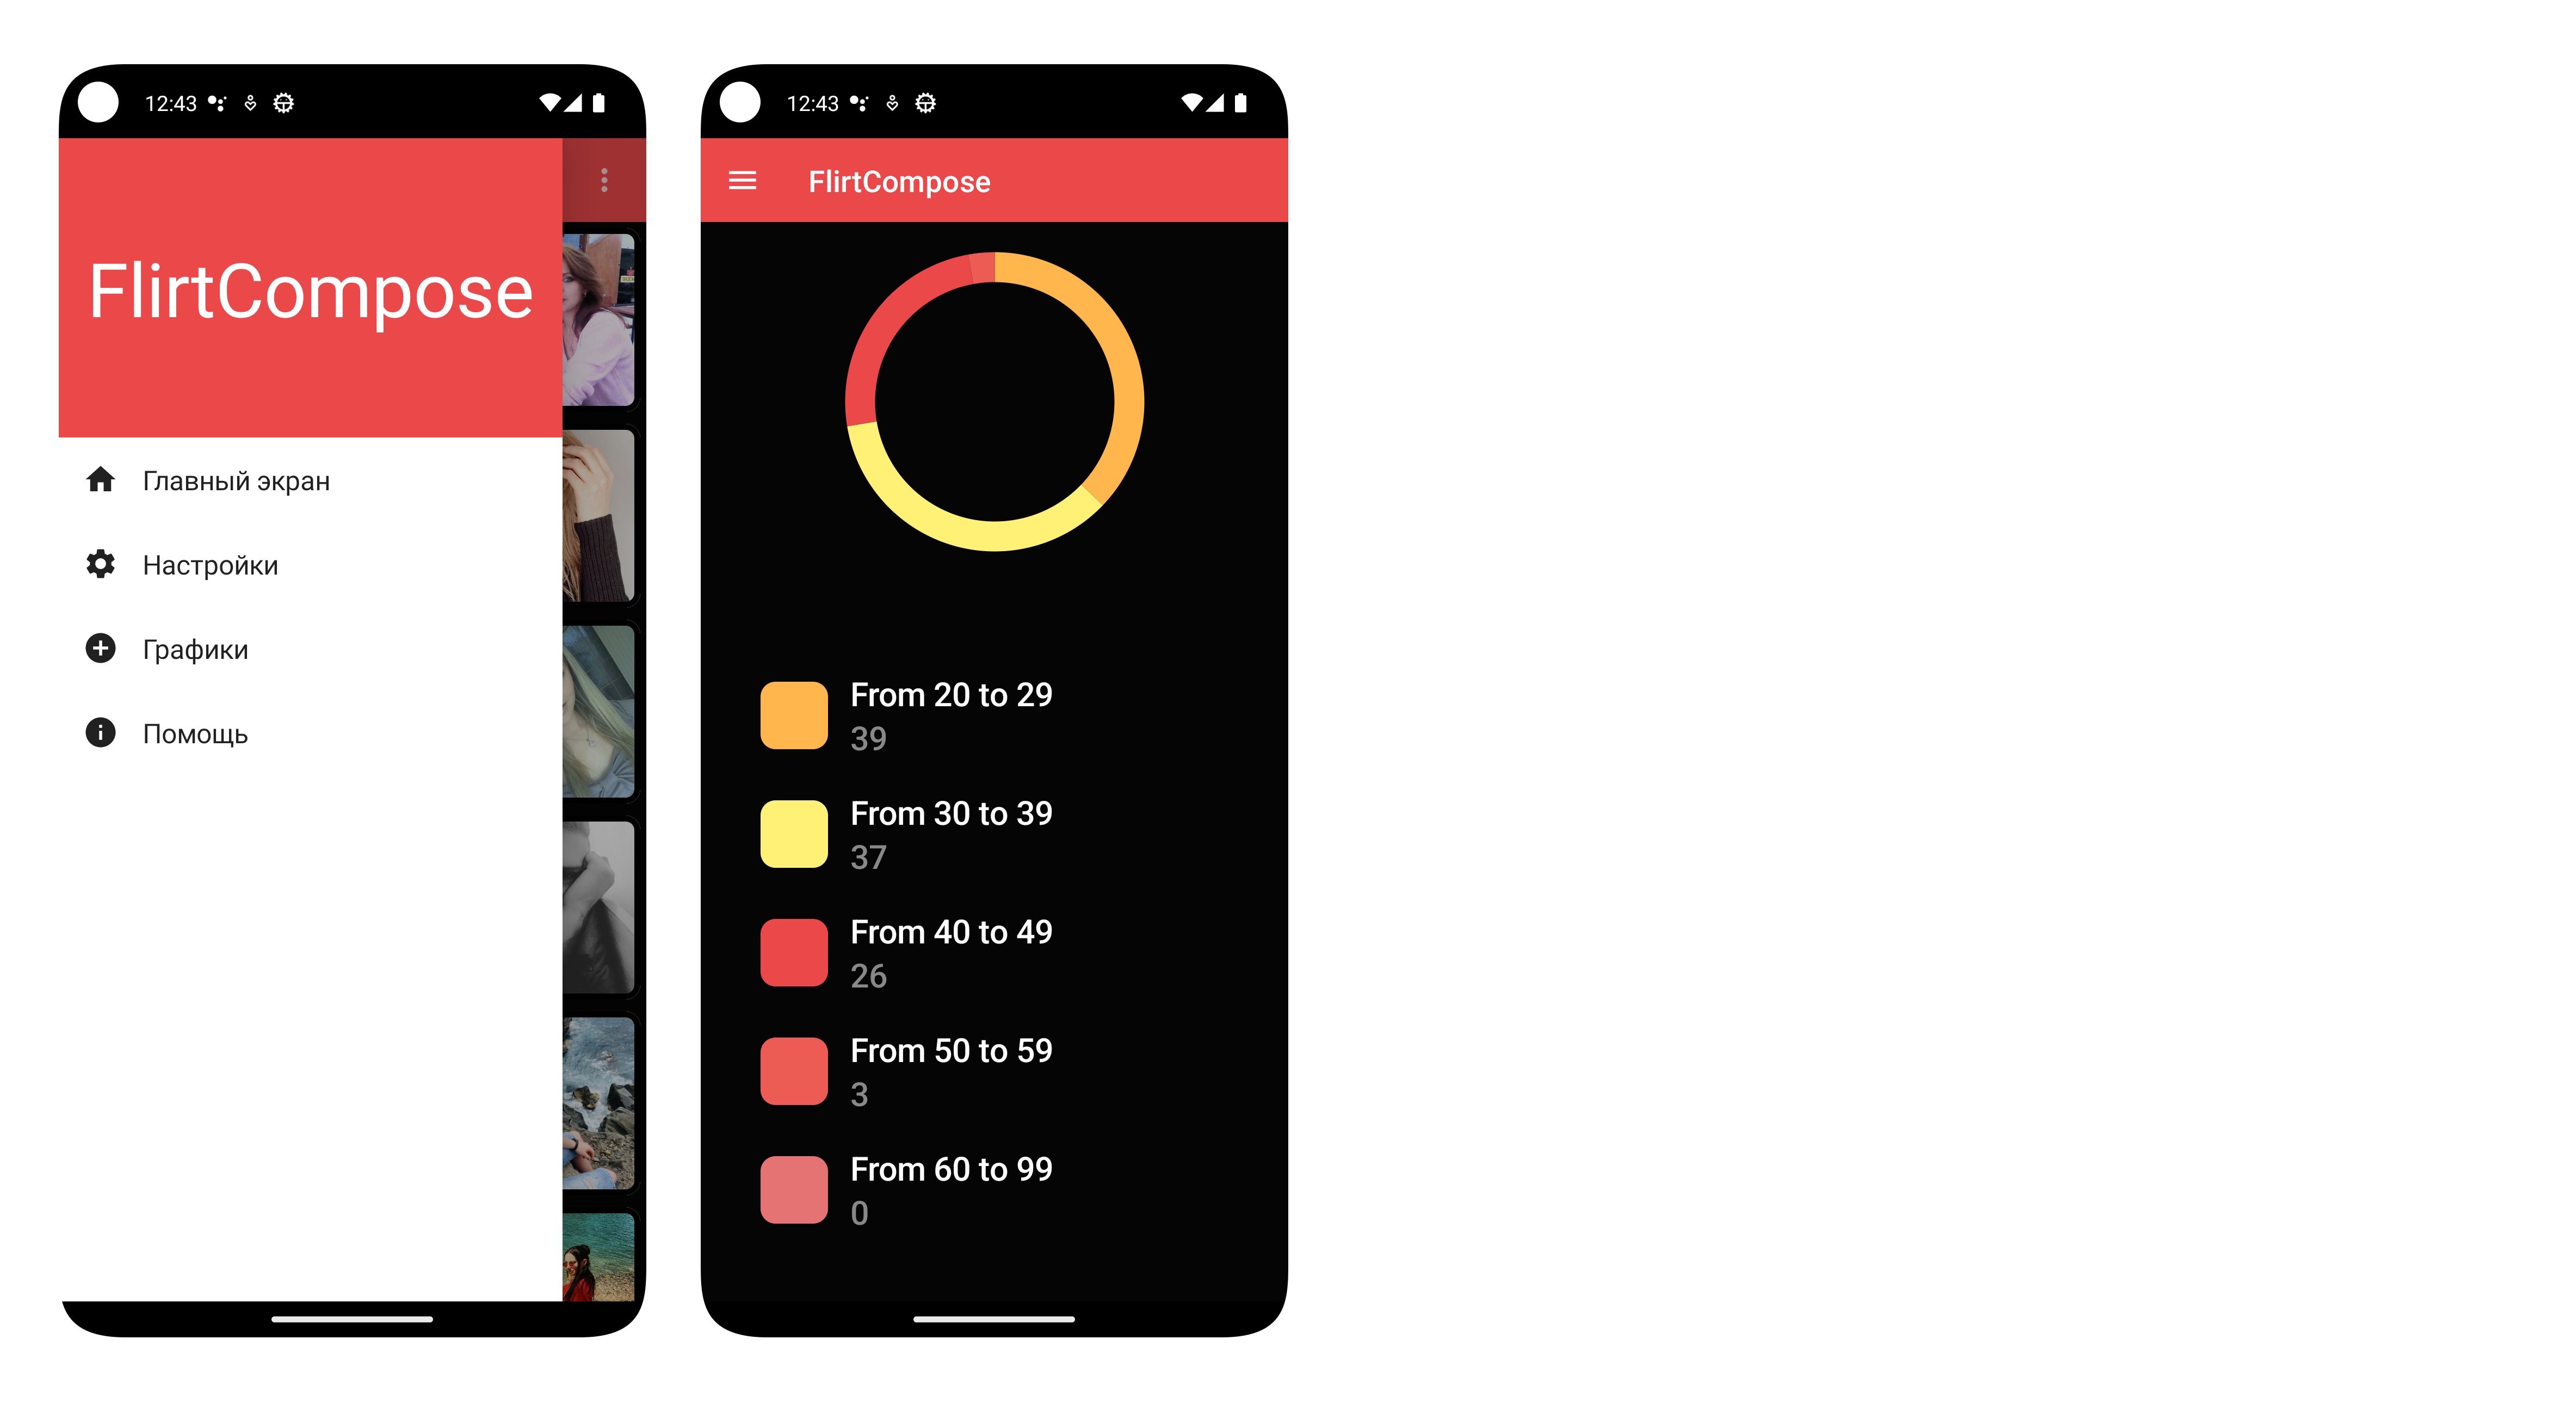 12:43
FlirtCompose
Главный экран
Настройки
Графики
Помощь
12:43
FlirtCompose
From 20 to 29
39
From 30 to 39
37
From 40 to 49
26
From 50 to 59
3
From 60 to 99
0